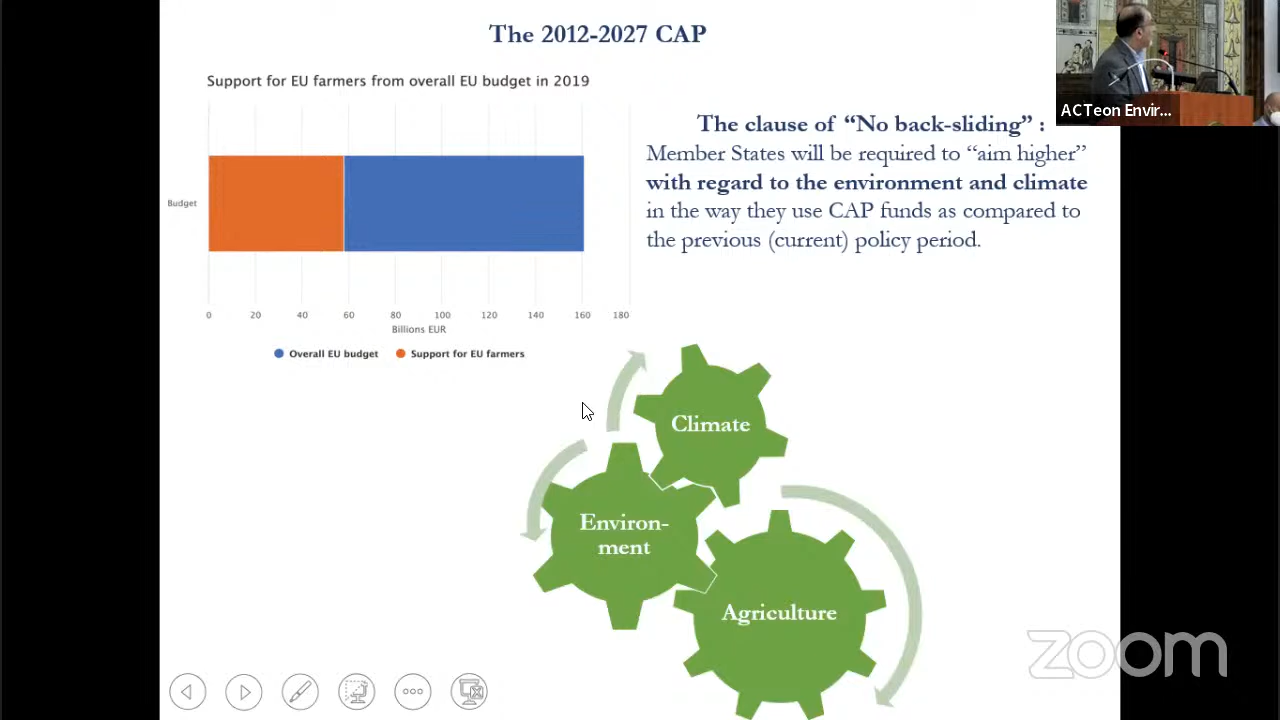 The 2012-2027 CAP
Support for EU farmers from overall EU budget in 2019
Budget
0 20 40 60 80 100 120 140 160 180
Billions EUR
Overall EU budget Support for EU farmers
The clause of “No back-sliding” :
Member States will be required to “aim higher”
with regard to the environment and climate
in the way they use CAP funds as compared to
the previous (current) policy period.
ACTeon Envir...
Climate
Environ-
ment
Agriculture
zoom